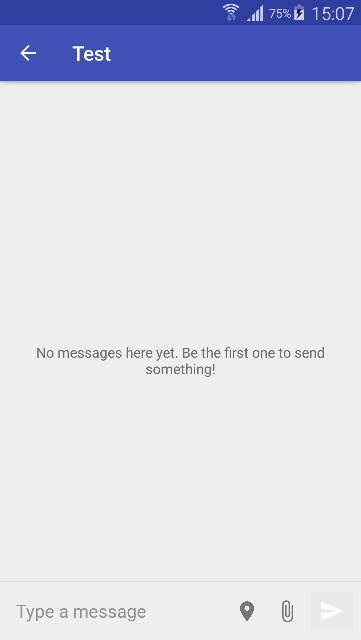 75% 15:07
Test
No messages here yet. Be the first one to send
something!
Type a message